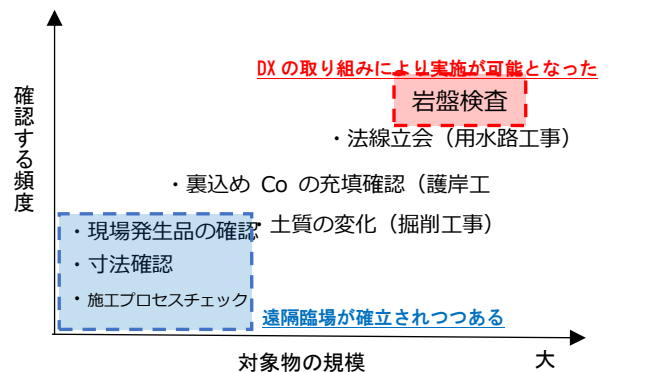 DXの取り組みにより実施が可能となった
岩盤検査
・法線立会（用水路工事）
・裏込め Co の充填確認（護岸工
・土質の変化（掘削工事）
・現場発生品の確認
・寸法確認
・施工プロセスチェック
遠隔臨場が確立されつつある
確認する頻度
対象物の規模
大